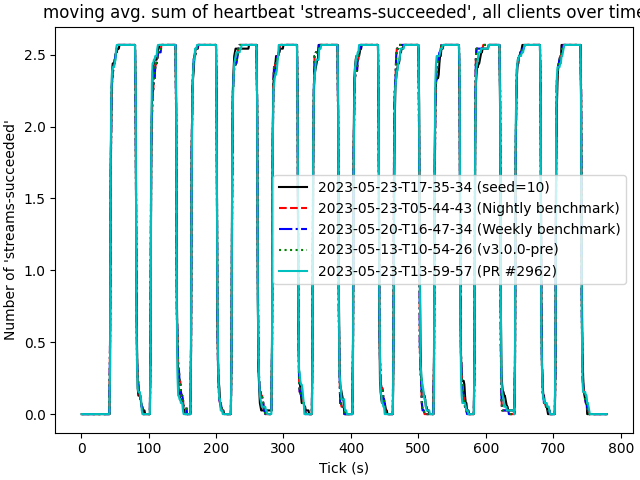 moving avg. sum of heartbeat 'streams-succeeded', all clients over time
Number of 'streams-succeeded'
2.5
2.0
1.5
1.0
0.5
0.0
2023-05-23-T17-35-34 (seed=10)
2023-05-23-T05-44-43 (Nightly benchmark)
2023-05-20-T16-47-34 (Weekly benchmark)
2023-05-13-T10-54-26 (v3.0.0-pre)
2023-05-23-T13-59-57 (PR #2962)
0 100 200 300 400 500 600 700 800
Tick (s)